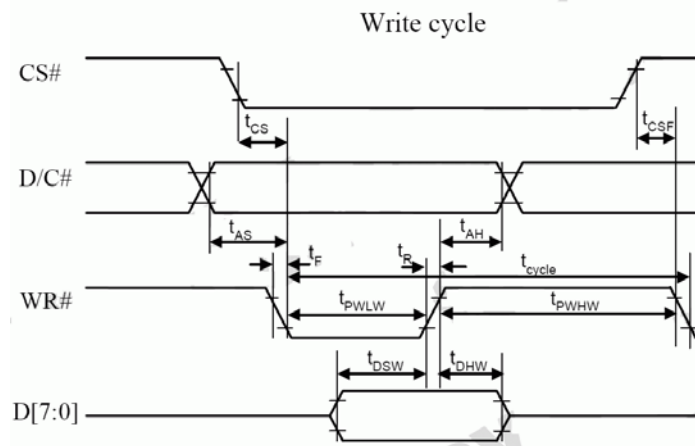 Write cycle
CS#
tCS
tCSF
D/C#
tAS
tAH
tF
tR
tcycle
WR#
tPWLW
tPWHW
tDSW
tDHW
D[7:0]